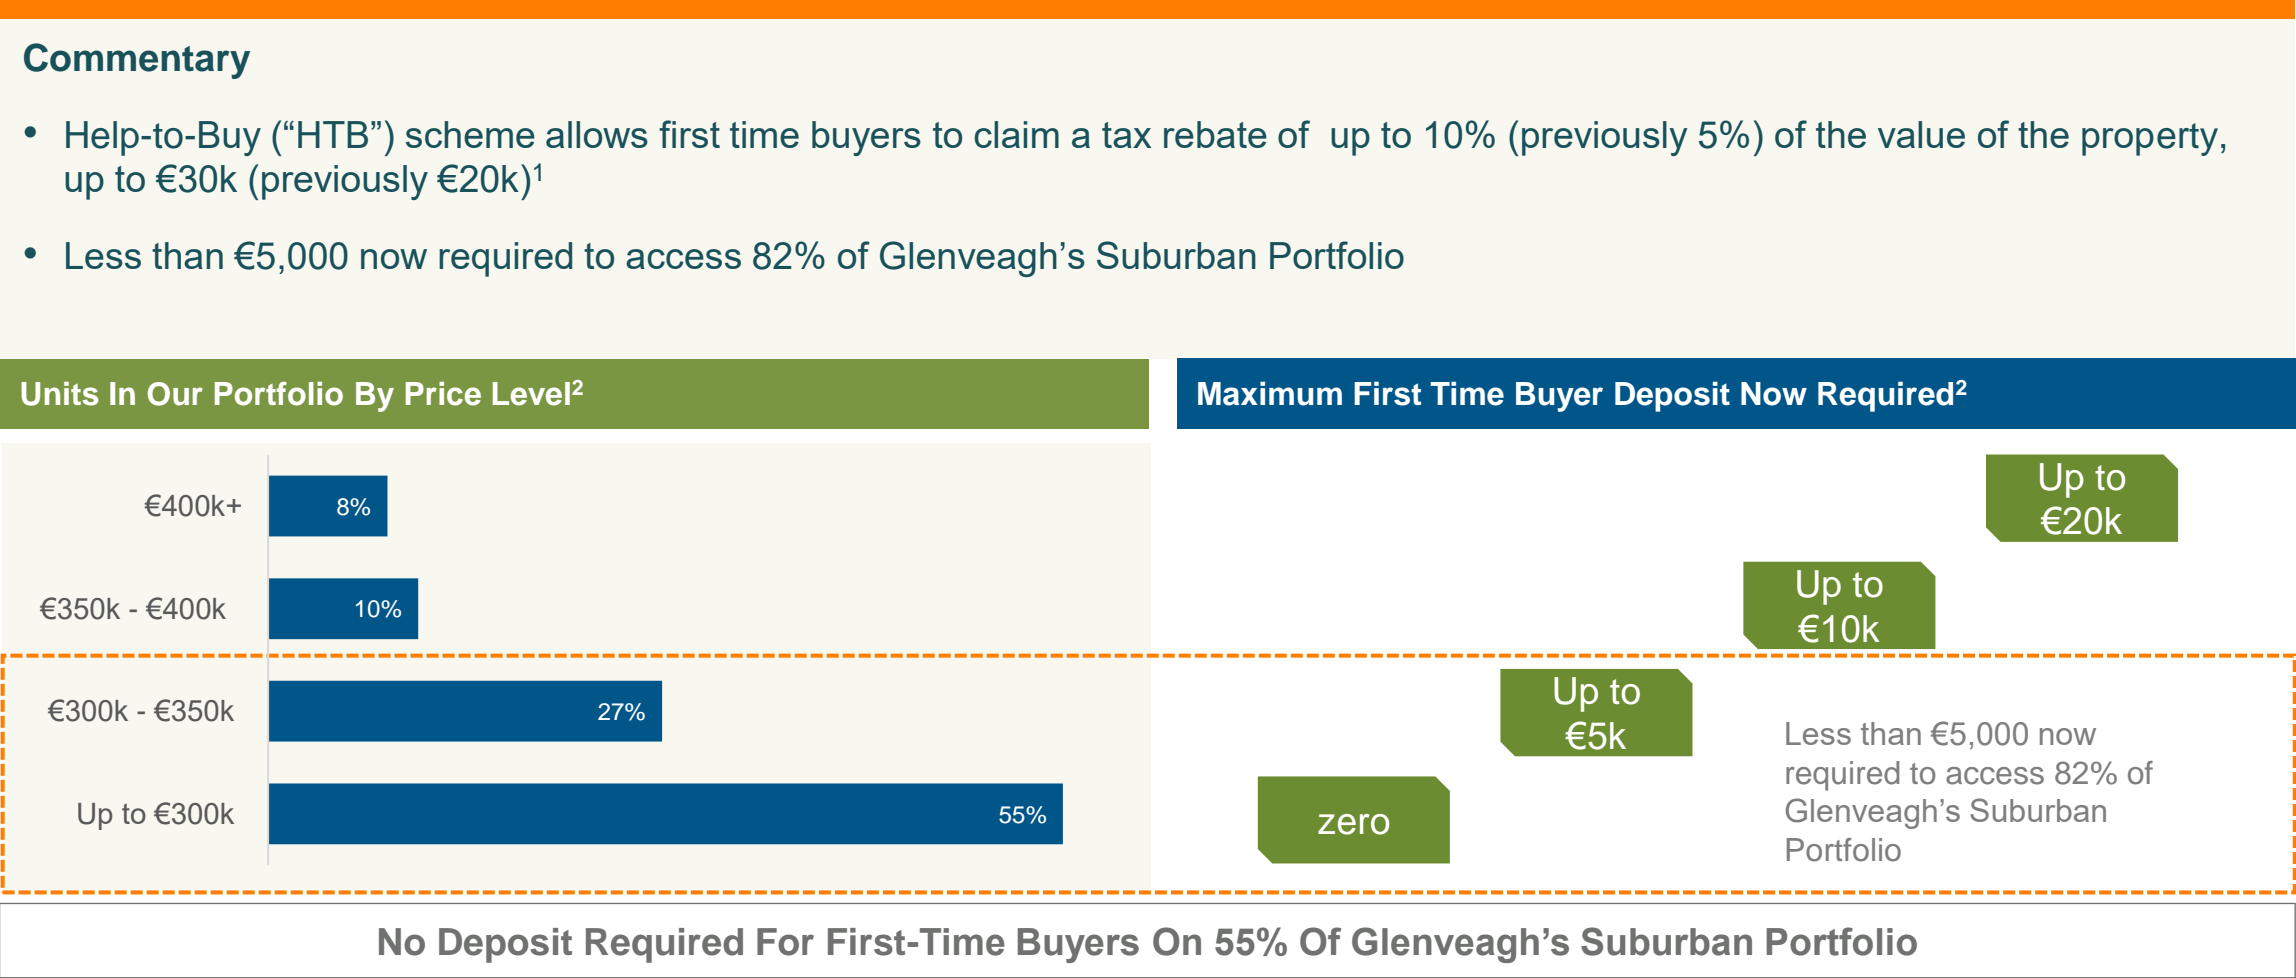 Commentary
• Help-to-Buy (“HTB”) scheme allows first time buyers to claim a tax rebate of  up to 10% (previously 5%) of the value of the property,
up to €30k (previously €20k)¹
• Less than €5,000 now required to access 82% of Glenveagh’s Suburban Portfolio
Units In Our Portfolio By Price Level²
€400k+
8%
€350k - €400k
10%
€300k - €350k
27%
Up to €300k
55%
Maximum First Time Buyer Deposit Now Required²
Up to
€20k
Up to
€10k
Up to
€5k
zero
Less than €5,000 now
required to access 82% of
Glenveagh’s Suburban
Portfolio
No Deposit Required For First-Time Buyers On 55% Of Glenveagh’s Suburban Portfolio